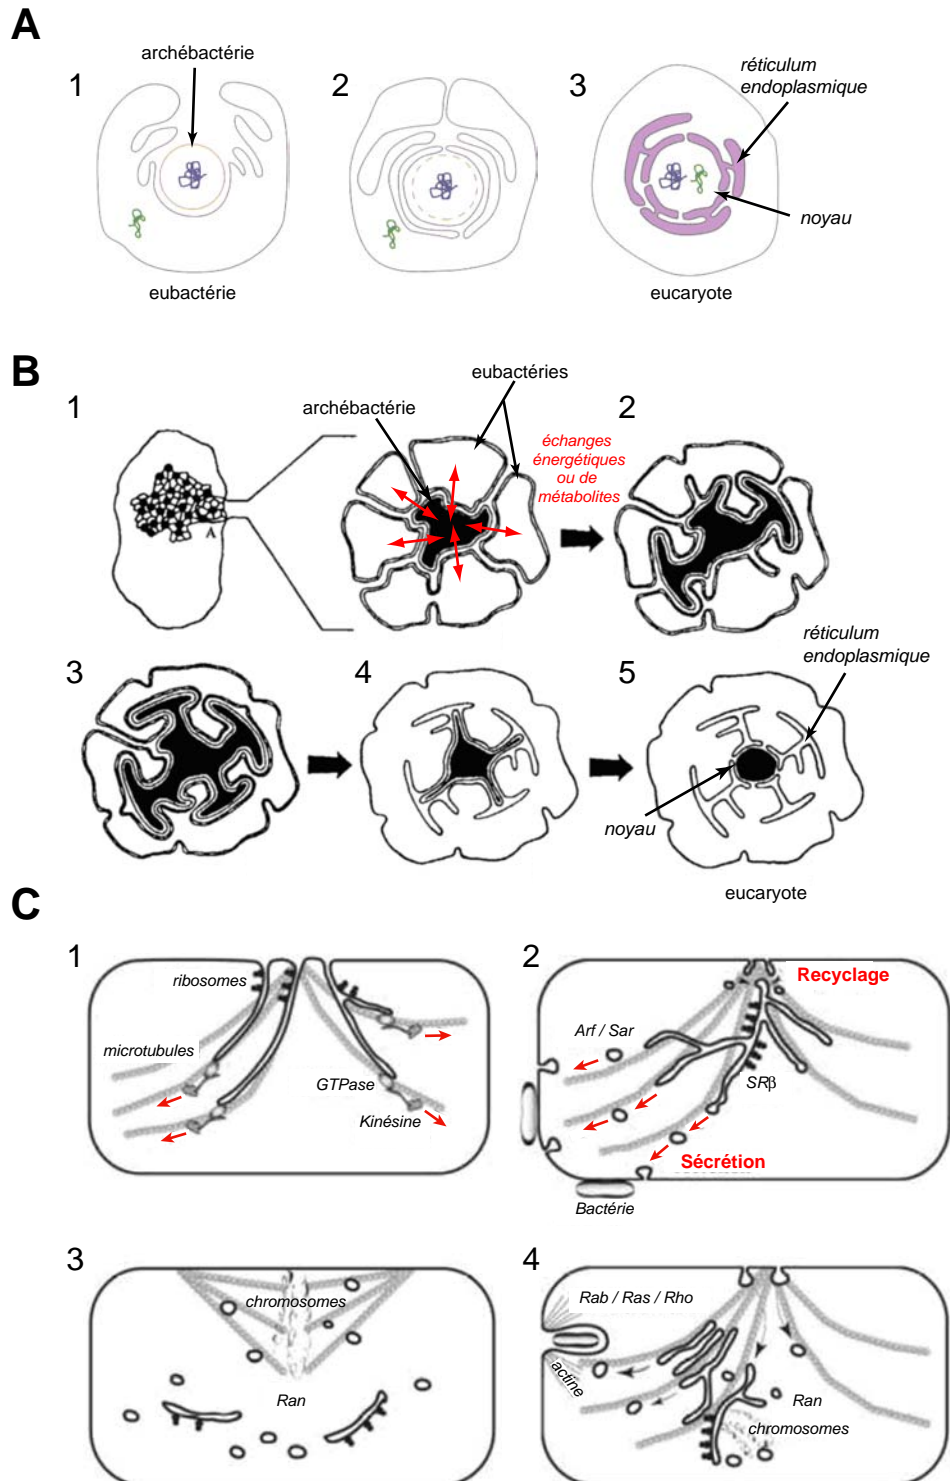 A
archébactérie
1
2
3
réticulum
endoplasmique
noyau
eubactérie
eucaryote
B
1
eubactéries
archébactérie
2
échanges
énergétiques
ou de
métabolites
A
3
4
5
réticulum
endoplasmique
noyau
eucaryote
C
1
ribosomes
microtubules
GTPase
Kinésine
2
Recyclage
Arf / Sar
SRβ
Sécrétion
Bactérie
3
chromosomes
Ran
4
Rab / Ras / Rho
actine
Ran
chromosomes